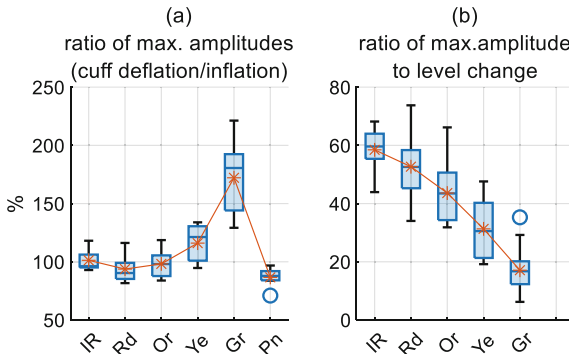 (a)
ratio of max. amplitudes
(cuff deflation/inflation)
250
200
150
100
50
%
IR
Rd
Or
Ye
Gr
Pn
(b)
ratio of max.amplitude
to level change
80
60
40
20
0
IR
Rd
Or
Ye
Gr